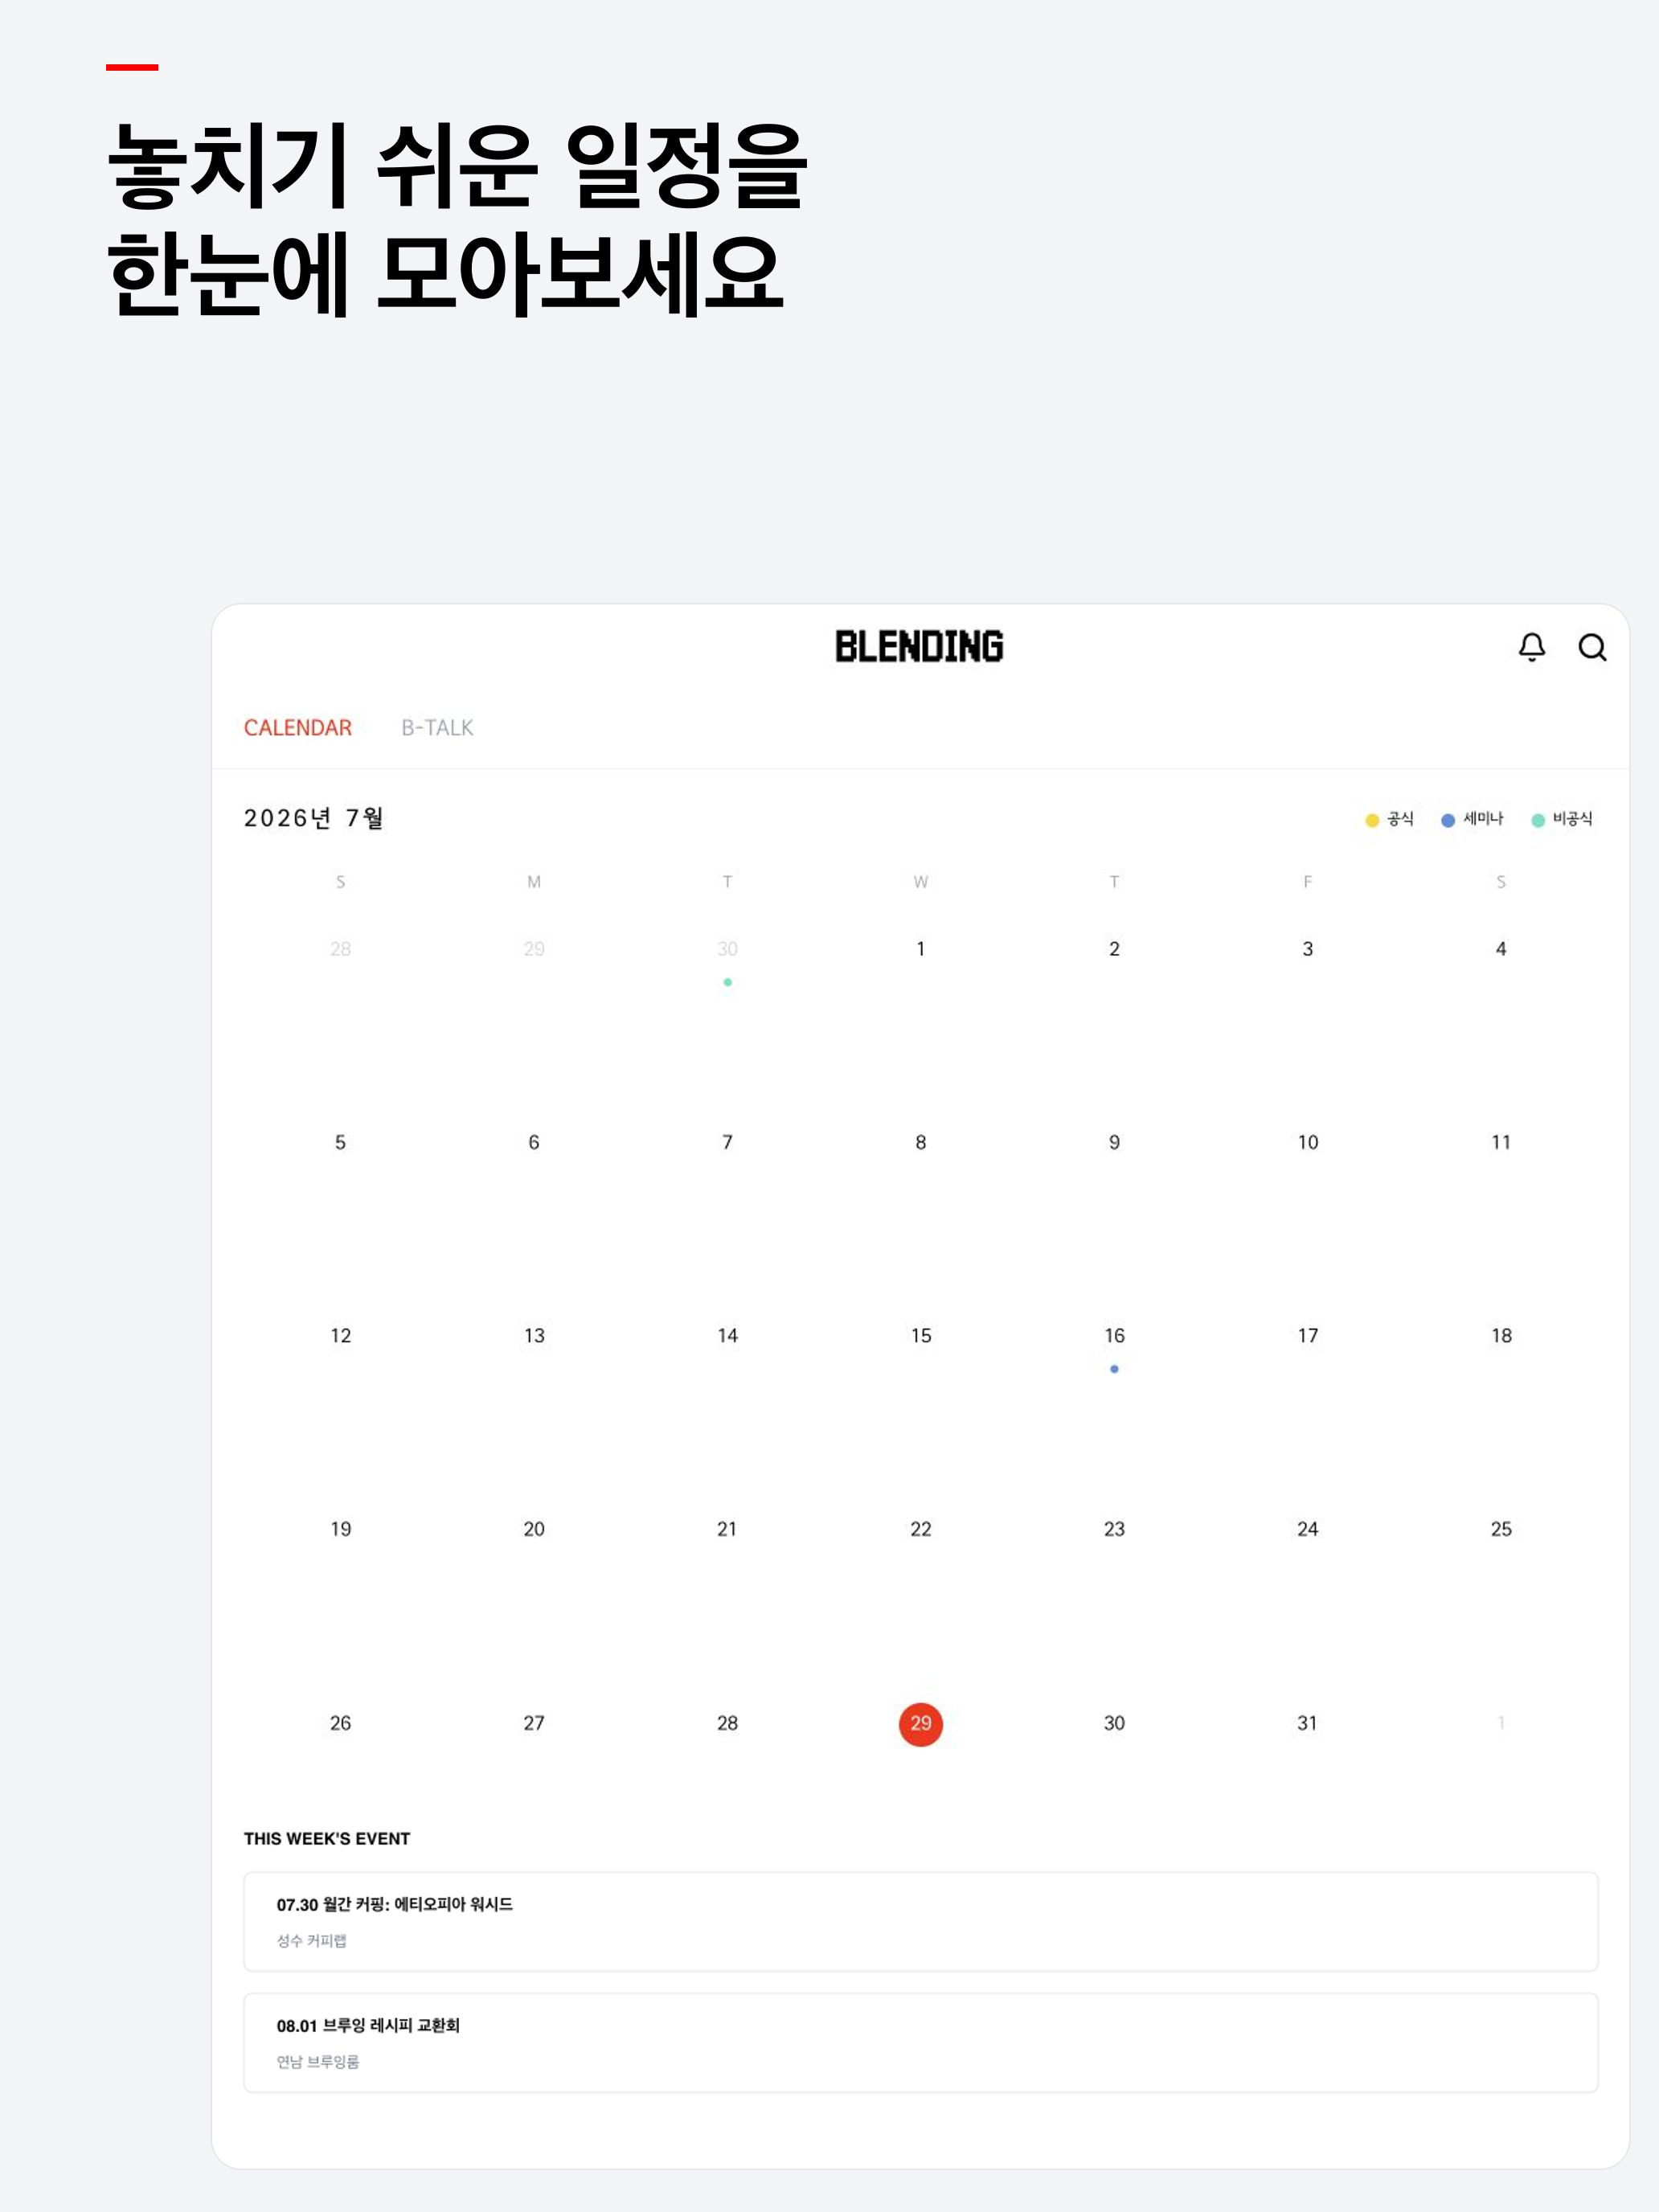 놓치기 쉬운 일정을
한눈에 모아보세요
BLENDING
CALENDAR B-TALK
2026년 7월
공식 세미나 비공식
S M T W T F S
28 29 30 1 2 3 4
5 6 7 8 9 10 11
12 13 14 15 16 17 18
19 20 21 22 23 24 25
26 27 28 29 30 31 1
THIS WEEK'S EVENT
07.30 월간 커핑: 에티오피아 워시드
성수 커피랩
08.01 브루잉 레시피 교환회
연남 브루잉룸